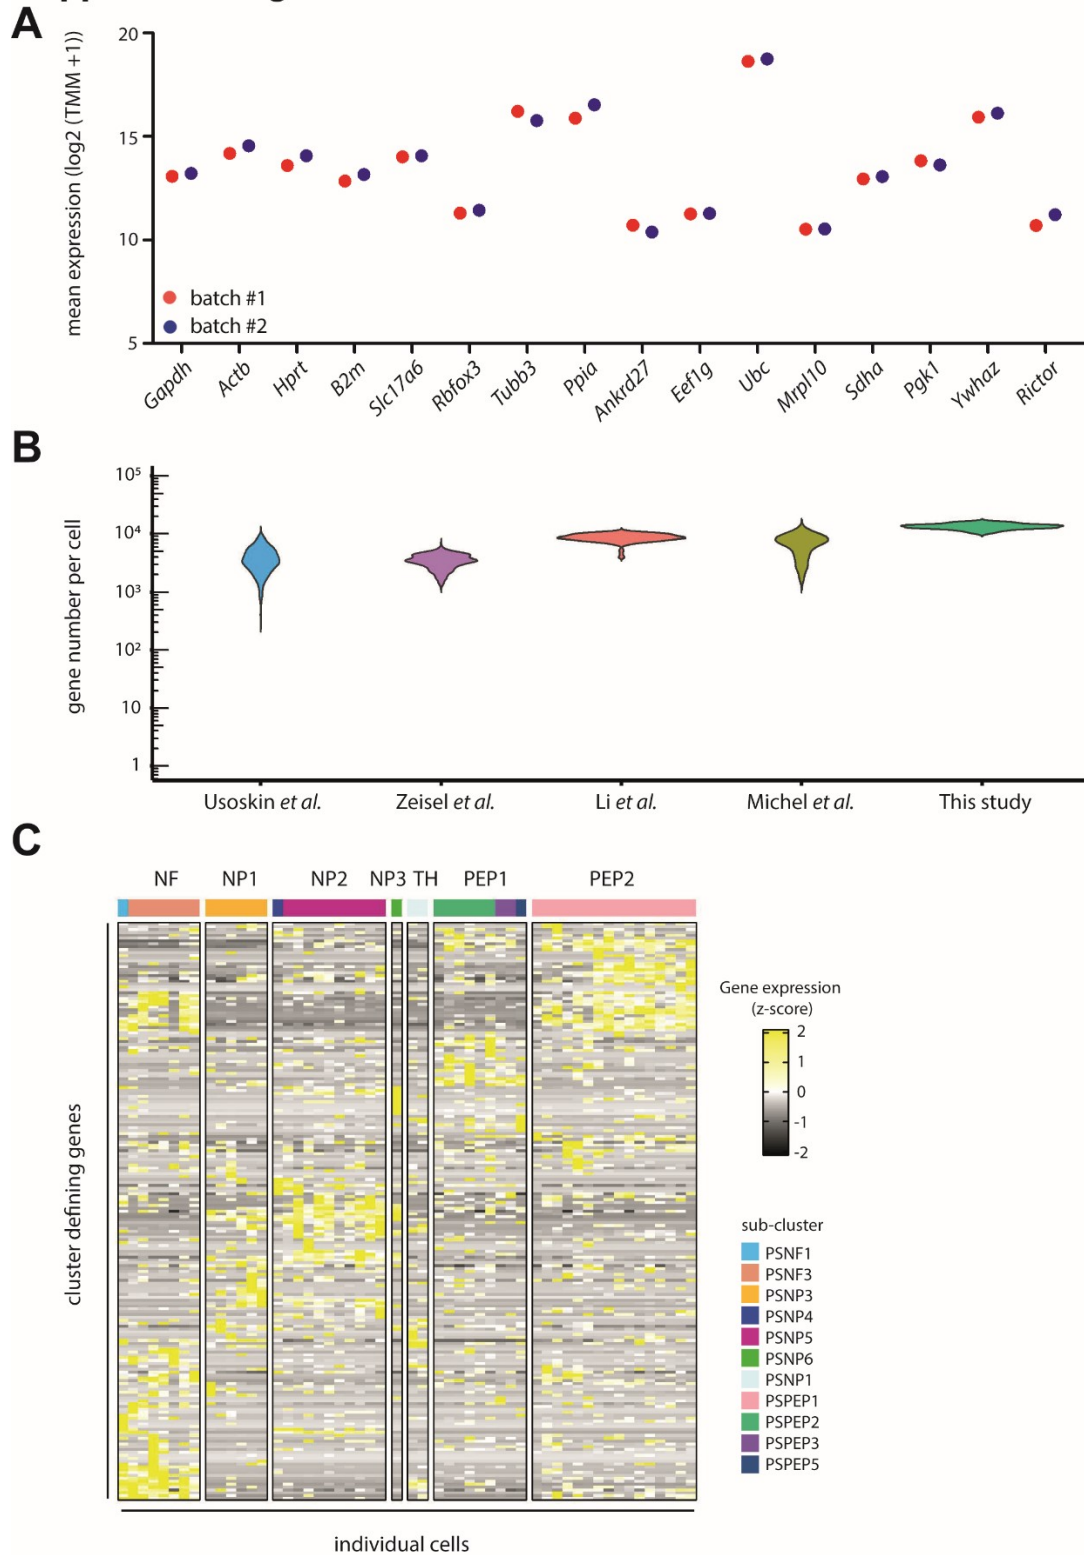 A
mean expression (log2 (TMM +1))
20
15
10
5
batch #1
batch #2
Gapdh
Actb
Hprt
B2m
Slc17a6
Rbfox3
Tubb3
Ppia
Ankrd27
Eef1g
Ubc
Mrpl10
Sdha
Pgk1
Ywhaz
Rictor
B
gene number per cell
10⁵
10⁴
10³
10²
10
1
Usoskin et al.
Zeisel et al.
Li et al.
Michel et al.
This study
C
NF NP1 NP2 NP3 TH PEP1 PEP2
cluster defining genes
individual cells
Gene expression
(z-score)
2
1
0
-1
-2
sub-cluster
PSNF1
PSNF3
PSNP3
PSNP4
PSNP5
PSNP6
PSNP1
PSPEP1
PSPEP2
PSPEP3
PSPEP5